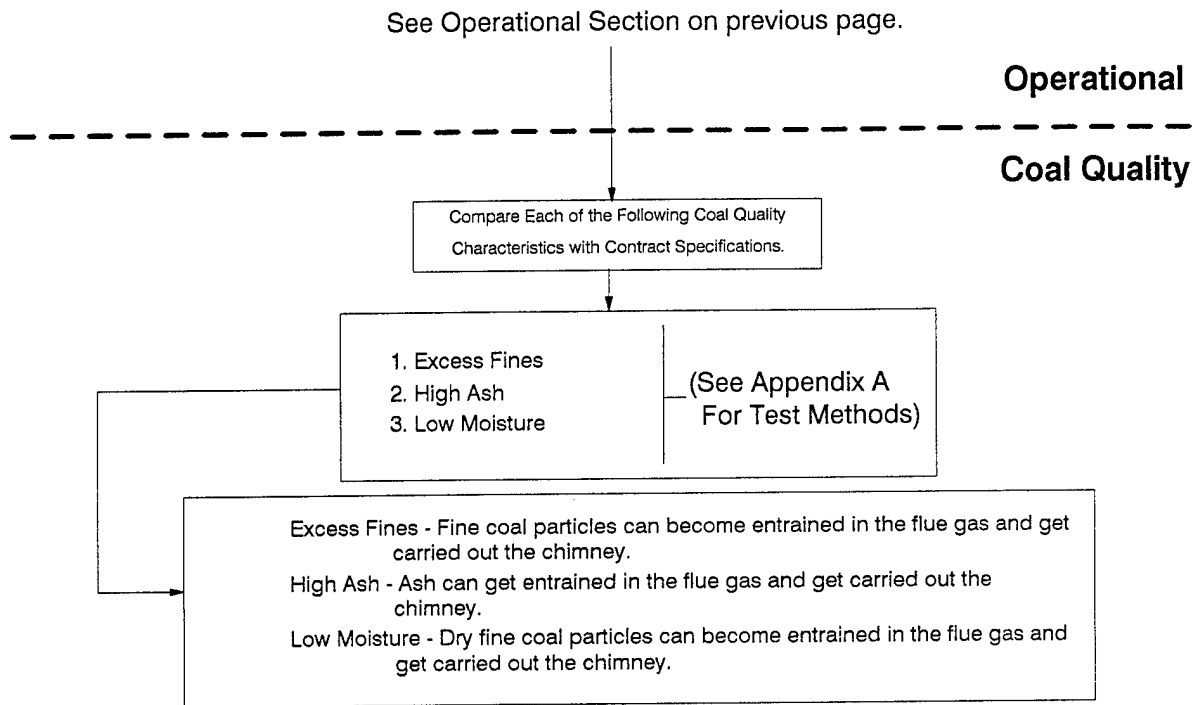 See Operational Section on previous page.
Operational
Coal Quality
Compare Each of the Following Coal Quality
Characteristics with Contract Specifications.
1. Excess Fines
2. High Ash
3. Low Moisture
(See Appendix A
For Test Methods)
Excess Fines - Fine coal particles can become entrained in the flue gas and get
carried out the chimney.
High Ash - Ash can get entrained in the flue gas and get carried out the
chimney.
Low Moisture - Dry fine coal particles can become entrained in the flue gas and
get carried out the chimney.